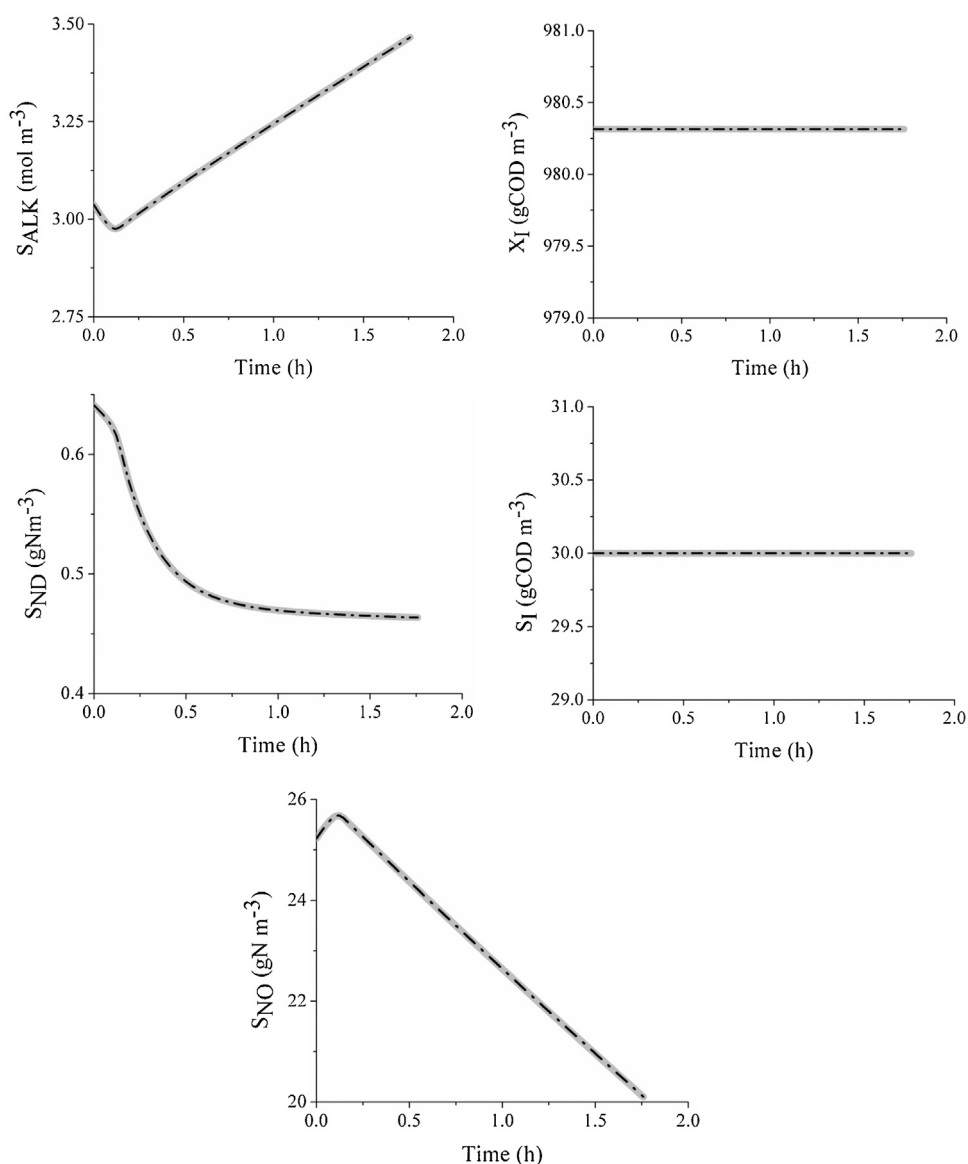 3.50
3.25
3.00
2.75
S_ALK (mol m⁻³)
0.0 0.5 1.0 1.5 2.0
Time (h)
981.0
980.5
980.0
979.5
979.0
X_I (gCOD m⁻³)
0.0 0.5 1.0 1.5 2.0
Time (h)
0.6
0.5
0.4
S_ND (gNm⁻³)
0.0 0.5 1.0 1.5 2.0
Time (h)
31.0
30.5
30.0
29.5
29.0
S_I (gCOD m⁻³)
0.0 0.5 1.0 1.5 2.0
Time (h)
26
24
22
20
S_NO (gN m⁻³)
0.0 0.5 1.0 1.5 2.0
Time (h)